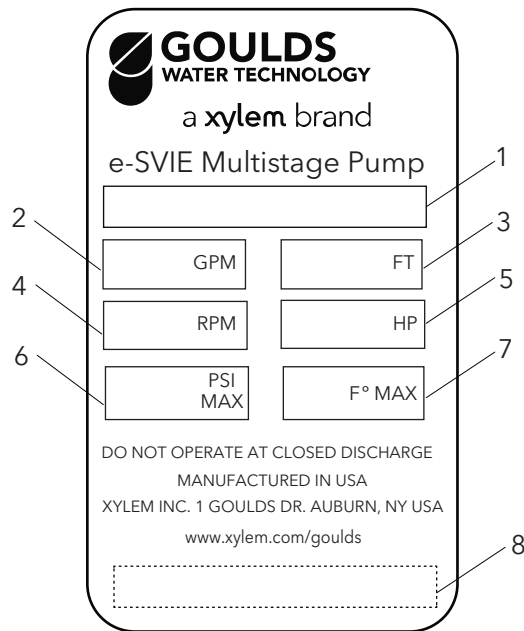 GOULDS
WATER TECHNOLOGY
a xylem brand
e-SVIE Multistage Pump
1
2
GPM
FT
3
4
RPM
HP
5
6
PSI
MAX
F° MAX
7
DO NOT OPERATE AT CLOSED DISCHARGE
MANUFACTURED IN USA
XYLEM INC. 1 GOULDS DR. AUBURN, NY USA
www.xylem.com/goulds
8